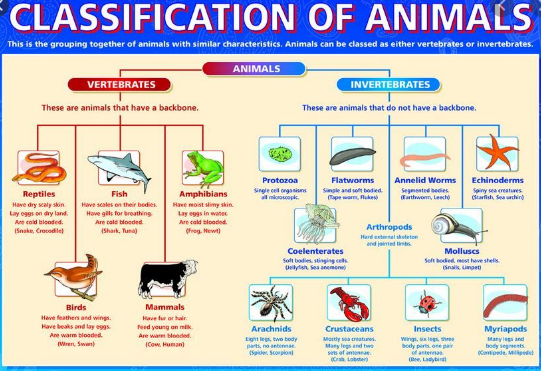 CLASSIFICATION OF ANIMALS
This is the grouping together of animals with similar characteristics. Animals can be classed as either vertebrates or invertebrates.
ANIMALS
VERTEBRATES
These are animals that have a backbone.
Reptiles
Have dry scaly skin.
Lay eggs on dry land.
Are cold blooded.
(Snake, Crocodile)
Fish
Have scales on their bodies.
Have gills for breathing.
Are cold blooded.
(Shark, Tuna)
Amphibians
Have moist slimy skin.
Lay eggs in water.
Are cold blooded.
(Frog, Newt)
Birds
Have feathers and wings.
Have beaks and lay eggs.
Are warm blooded.
(Wren, Swan)
Mammals
Have fur or hair.
Feed young on milk.
Are warm blooded.
(Cow, Human)
INVERTEBRATES
These are animals that do not have a backbone.
Protozoa
Single cell organisms
all microscopic.
Flatworms
Simple and soft bodied.
(Tape worm, Flukes)
Annelid Worms
Segmented bodies.
(Earthworm, Leech)
Echinoderms
Spiny sea creatures.
(Starfish, Sea urchin)
Coelenterates
Soft bodies, stinging cells.
(Jellyfish, Sea anemone)
Arthropods
Hard external skeleton
and jointed limbs.
Molluscs
Soft bodied, most have shells.
(Snails, Limpet)
Arachnids
Eight legs, two body
parts, no antennae.
(Spider, Scorpion)
Crustaceans
Mostly sea creatures.
Many legs and two
sets of antennae.
(Crab, Lobster)
Insects
Wings, six legs, three
body parts, one pair
of antennae.
(Bee, Ladybird)
Myriapods
Many legs and
body segments.
(Centipede, Millipede)